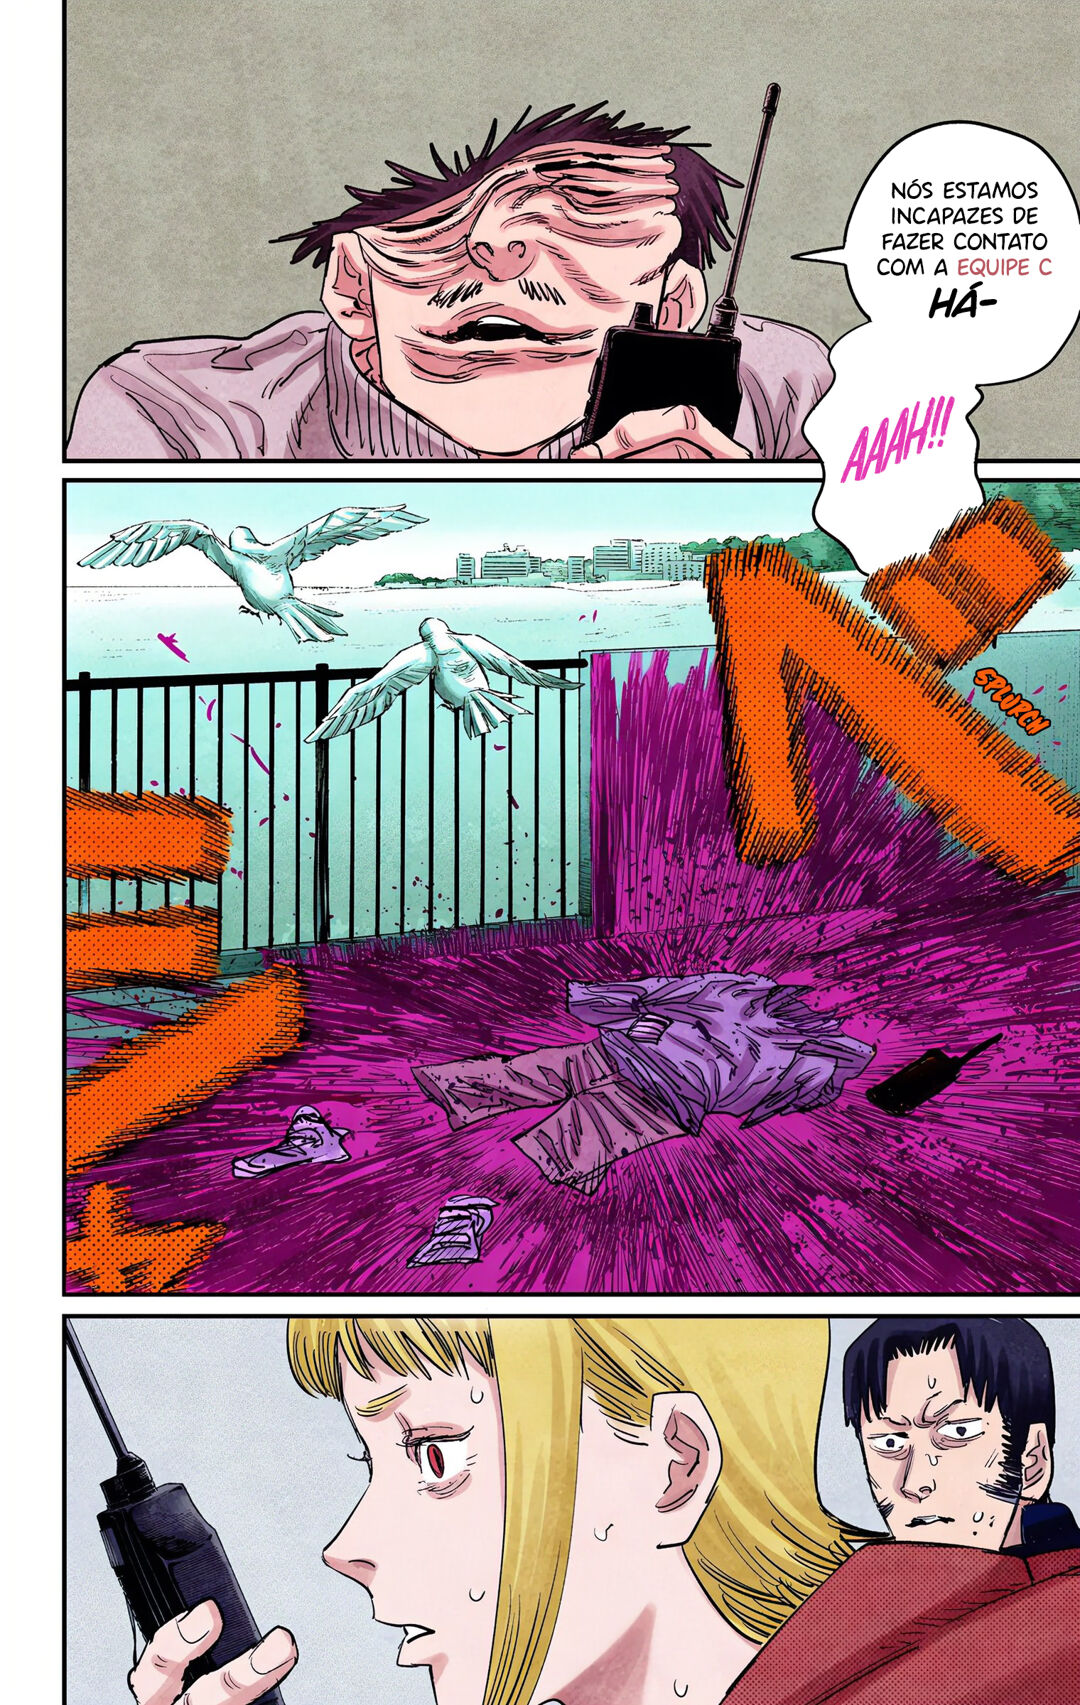 NÓS ESTAMOS
INCAPAZES DE
FAZER CONTATO
COM A EQUIPE C
HÁ-
AAAH!!
SPLURCH